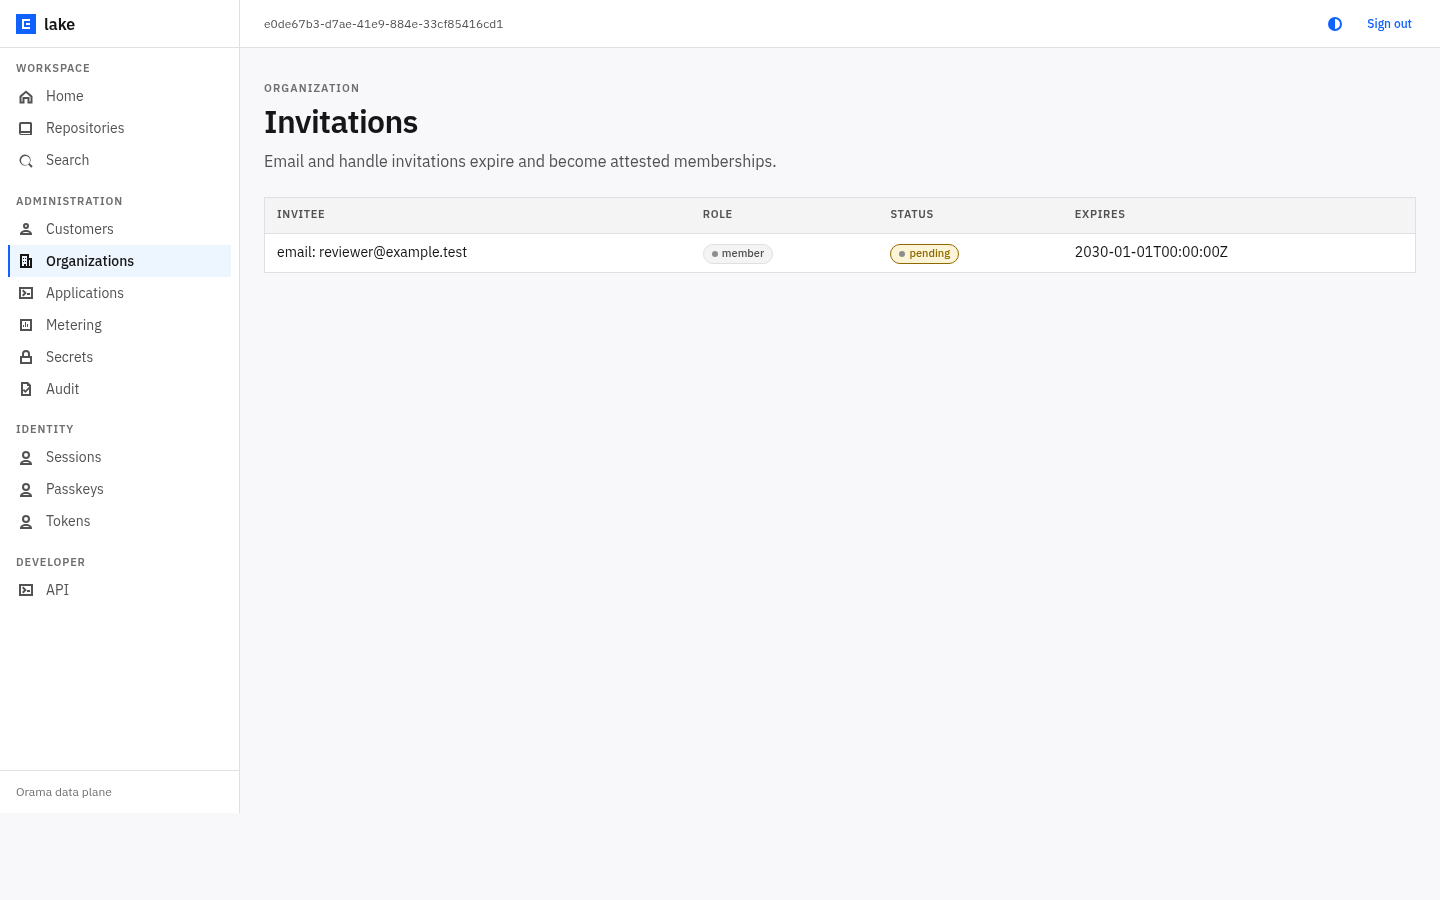 lake
e0de67b3-d7ae-41e9-884e-33cf85416cd1
Sign out
WORKSPACE
Home
Repositories
Search
ADMINISTRATION
Customers
Organizations
Applications
Metering
Secrets
Audit
IDENTITY
Sessions
Passkeys
Tokens
DEVELOPER
API
Orama data plane
ORGANIZATION
Invitations
Email and handle invitations expire and become attested memberships.
INVITEE ROLE STATUS EXPIRES
email: reviewer@example.test member pending 2030-01-01T00:00:00Z